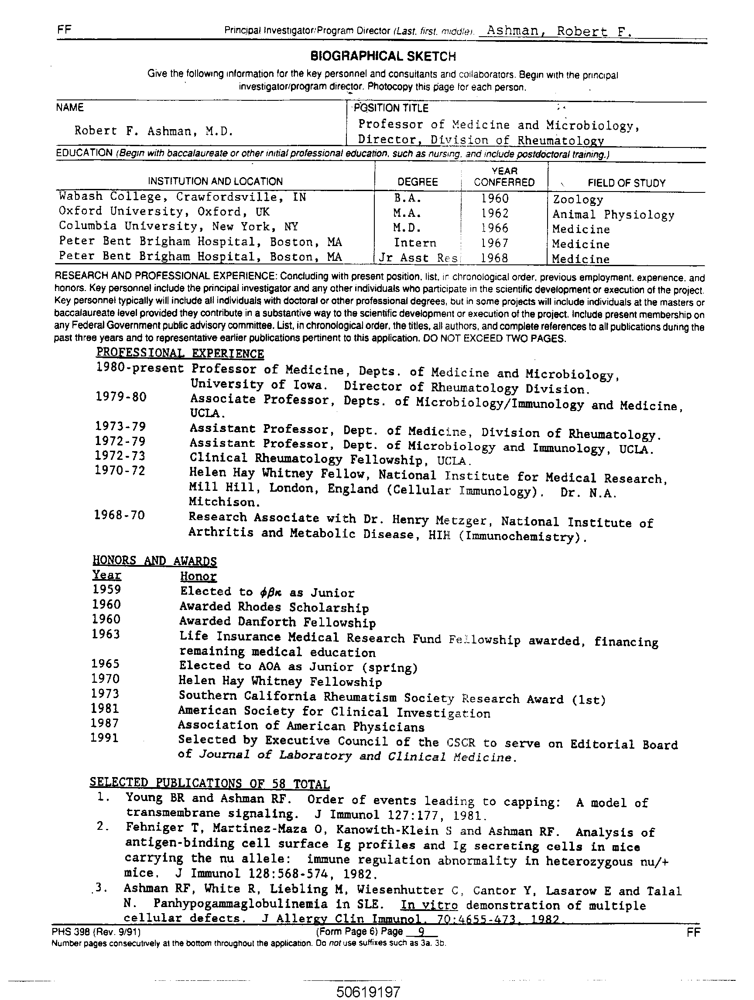 FF Principal Investigator/Program Director (Last, first, middle): Ashman, Robert F.
BIOGRAPHICAL SKETCH
Give the following information for the key personnel and consultants and collaborators. Begin with the principal
investigator/program director. Photocopy this page for each person.
NAME POSITION TITLE
Robert F. Ashman, M.D. Professor of Medicine and Microbiology,
Director, Division of Rheumatology
EDUCATION (Begin with baccalaureate or other initial professional education, such as nursing, and include postdoctoral training.)
INSTITUTION AND LOCATION DEGREE YEAR CONFERRED FIELD OF STUDY
Wabash College, Crawfordsville, IN B.A. 1960 Zoology
Oxford University, Oxford, UK M.A. 1962 Animal Physiology
Columbia University, New York, NY M.D. 1966 Medicine
Peter Bent Brigham Hospital, Boston, MA Intern 1967 Medicine
Peter Bent Brigham Hospital, Boston, MA Jr Asst Res 1968 Medicine
RESEARCH AND PROFESSIONAL EXPERIENCE: Concluding with present position, list, in chronological order, previous employment, experience, and
honors. Key personnel include the principal investigator and any other individuals who participate in the scientific development or execution of the project.
Key personnel typically will include all individuals with doctoral or other professional degrees, but in some projects will include individuals at the masters or
baccalaureate level provided they contribute in a substantive way to the scientific development or execution of the project. Include present membership on
any Federal Government public advisory committee. List, in chronological order, the titles, all authors, and complete references to all publications during the
past three years and to representative earlier publications pertinent to this application. DO NOT EXCEED TWO PAGES.
PROFESSIONAL EXPERIENCE
1980-present Professor of Medicine, Depts. of Medicine and Microbiology,
University of Iowa. Director of Rheumatology Division.
1979-80 Associate Professor, Depts. of Microbiology/Immunology and Medicine,
UCLA.
1973-79 Assistant Professor, Dept. of Medicine, Division of Rheumatology.
1972-79 Assistant Professor, Dept. of Microbiology and Immunology, UCLA.
1972-73 Clinical Rheumatology Fellowship, UCLA.
1970-72 Helen Hay Whitney Fellow, National Institute for Medical Research,
Mill Hill, London, England (Cellular Immunology). Dr. N.A.
Mitchison.
1968-70 Research Associate with Dr. Henry Metzger, National Institute of
Arthritis and Metabolic Disease, HIH (Immunochemistry).
HONORS AND AWARDS
Year Honor
1959 Elected to φβκ as Junior
1960 Awarded Rhodes Scholarship
1960 Awarded Danforth Fellowship
1963 Life Insurance Medical Research Fund Fellowship awarded, financing
remaining medical education
1965 Elected to AOA as Junior (spring)
1970 Helen Hay Whitney Fellowship
1973 Southern California Rheumatism Society Research Award (1st)
1981 American Society for Clinical Investigation
1987 Association of American Physicians
1991 Selected by Executive Council of the CSCR to serve on Editorial Board
of Journal of Laboratory and Clinical Medicine.
SELECTED PUBLICATIONS OF 58 TOTAL
1. Young BR and Ashman RF. Order of events leading to capping: A model of
transmembrane signaling. J Immunol 127:177, 1981.
2. Fehniger T, Martinez-Maza O, Kanowith-Klein S and Ashman RF. Analysis of
antigen-binding cell surface Ig profiles and Ig secreting cells in mice
carrying the nu allele: immune regulation abnormality in heterozygous nu/+
mice. J Immunol 128:568-574, 1982.
3. Ashman RF, White R, Liebling M, Wiesenhutter C, Cantor Y, Lasarow E and Talal
N. Panhypogammaglobulinemia in SLE. In vitro demonstration of multiple
cellular defects. J Allergy Clin Immunol. 70:4655-473, 1982.
PHS 398 (Rev. 9/91) (Form Page 6) Page 9 FF
Number pages consecutively at the bottom throughout the application. Do not use suffixes such as 3a, 3b.
50619197